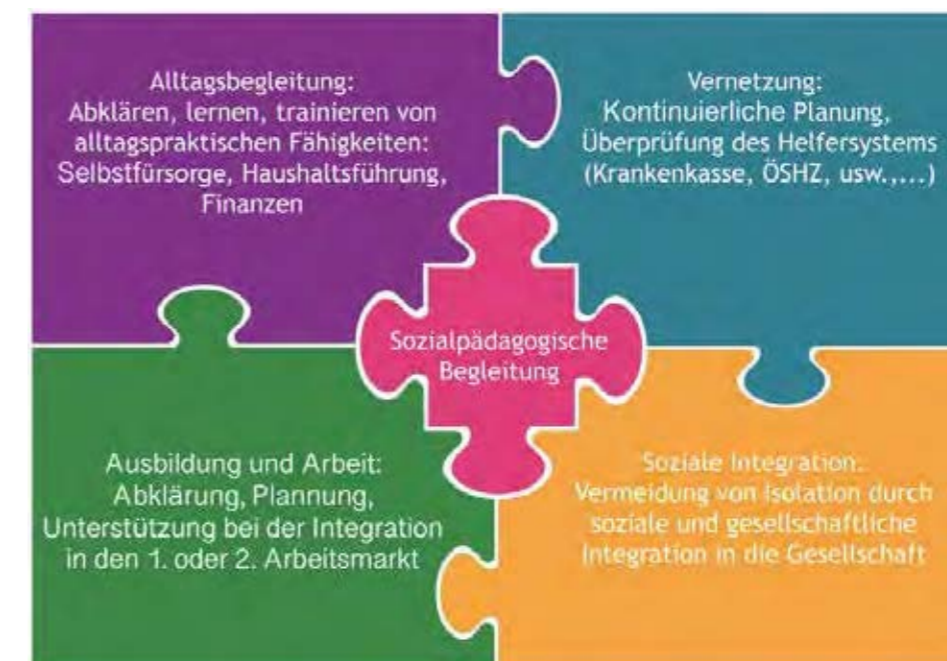 Alltagsbegleitung:
Abklären, lernen, trainieren von
alltagspraktischen Fähigkeiten:
Selbstfürsorge, Haushaltsführung,
Finanzen
Vernetzung:
Kontinuierliche Planung,
Überprüfung des Helfersystems
(Krankenkasse, ÖSHZ, usw.,...)
Sozialpädagogische
Begleitung
Ausbildung und Arbeit:
Abklärung, Plannung,
Unterstützung bei der Integration
in den 1. oder 2. Arbeitsmarkt
Soziale Integration:
Vermeidung von Isolation durch
soziale und gesellschaftliche
Integration in die Gesellschaft